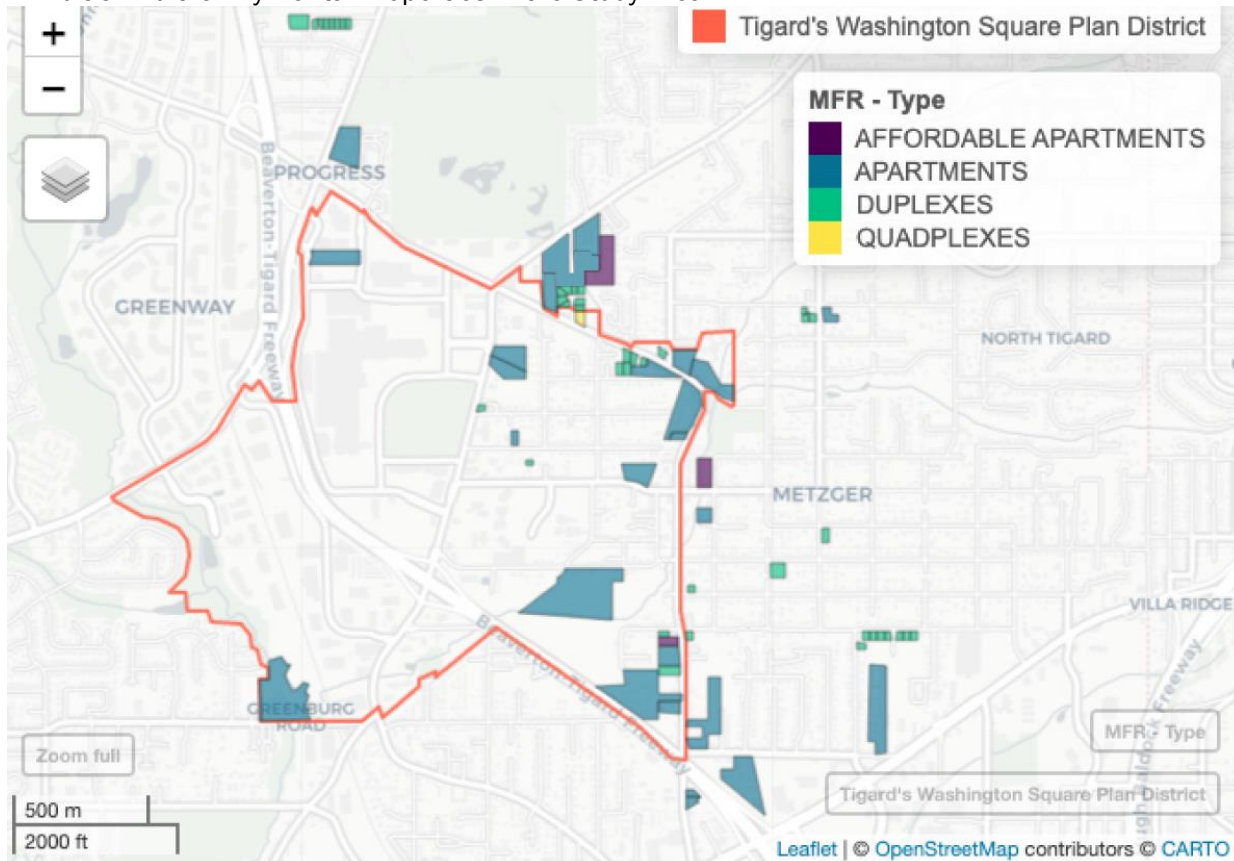 Tigard's Washington Square Plan District
MFR - Type
AFFORDABLE APARTMENTS
APARTMENTS
DUPLEXES
QUADPLEXES
+
−
PROGRESS
Beaverton-Tigard Freeway
GREENWAY
NORTH TIGARD
METZGER
VILLA RIDGE
Beaverton-Tigard Freeway
GREENBURG
ROAD
Zoom full
MFR - Type
Tigard's Washington Square Plan District
500 m
2000 ft
Leaflet | © OpenStreetMap contributors © CARTO